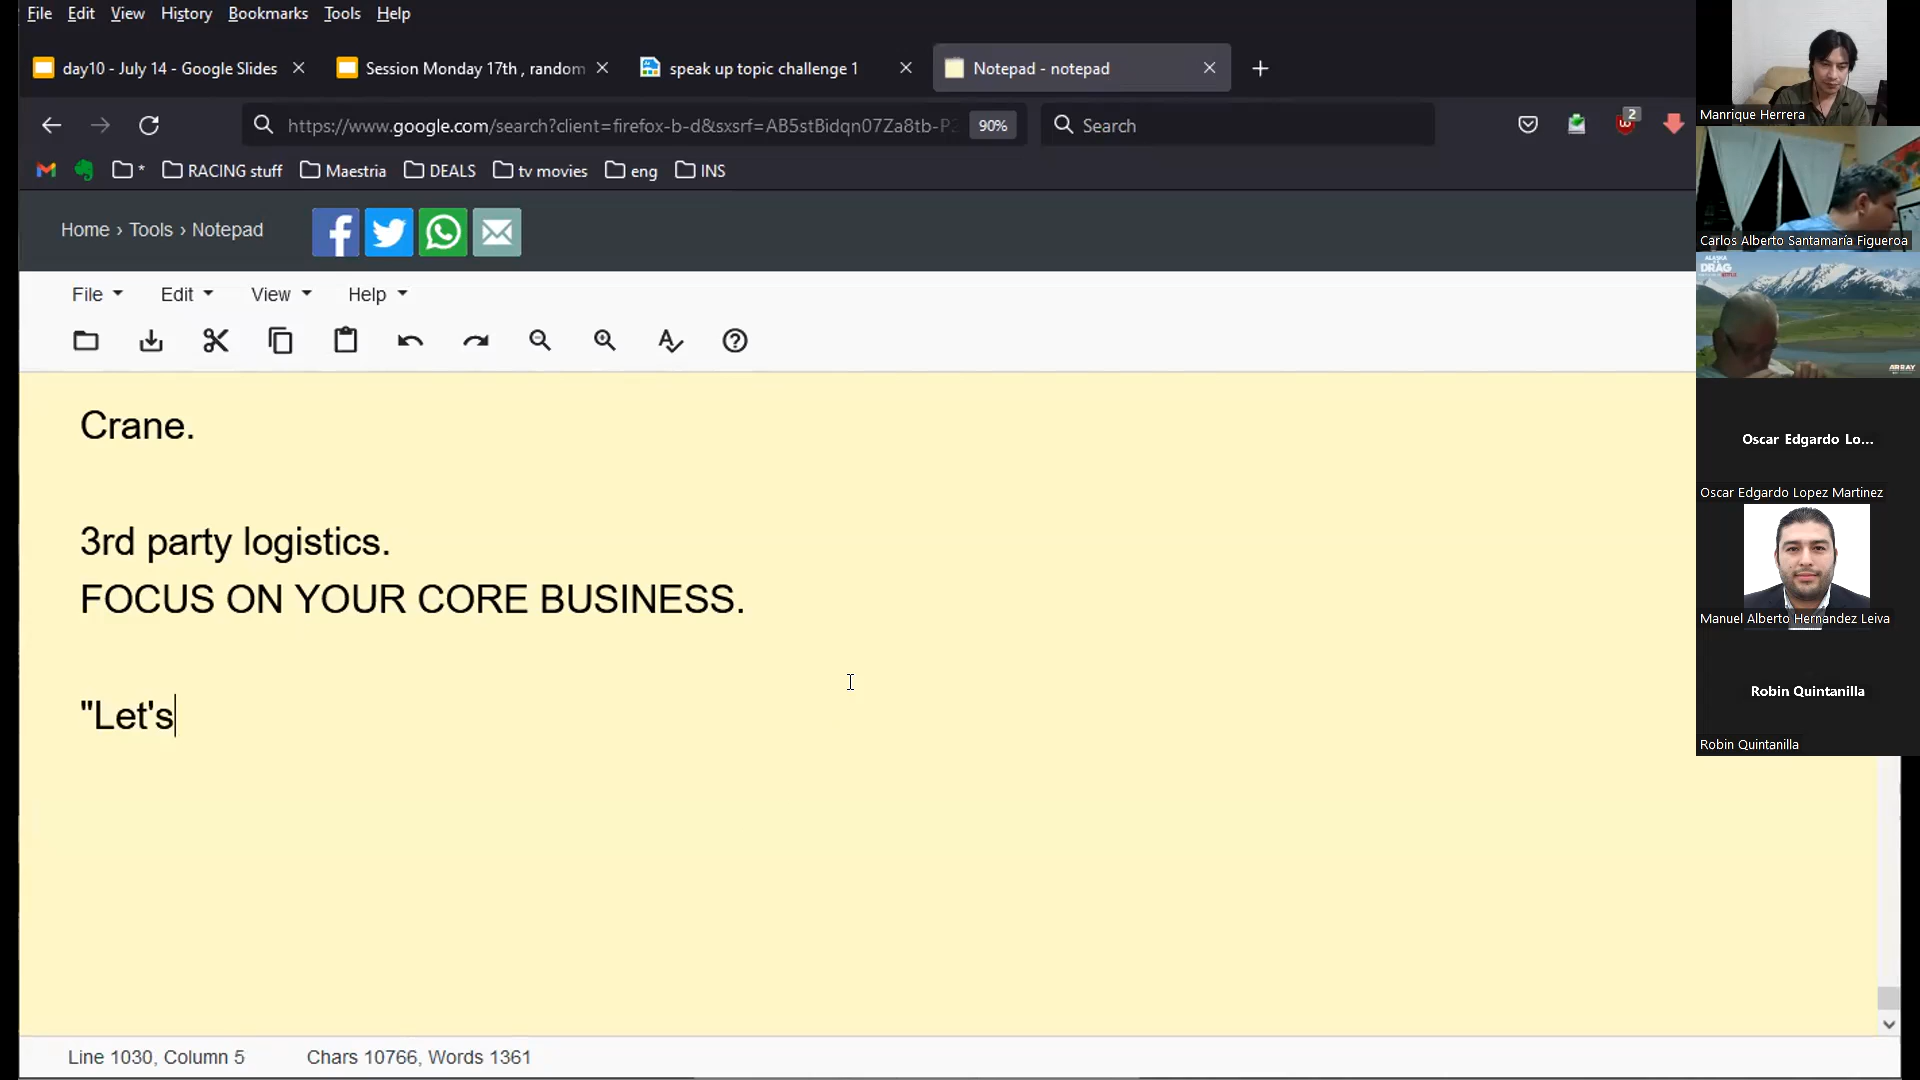 File Edit View History Bookmarks Tools Help
day10 - July 14 - Google Slides
Session Monday 17th , random
speak up topic challenge 1
Notepad - notepad
https://www.google.com/search?client=firefox-b-d&sxsrf=AB5stBidqn07Za8tb-P
90%
Search
2
* RACING stuff Maestria DEALS tv movies eng INS
Home › Tools › Notepad
File Edit View Help
Crane.
3rd party logistics.
FOCUS ON YOUR CORE BUSINESS.
"Let's
Line 1030, Column 5 Chars 10766, Words 1361
Manrique Herrera
Carlos Alberto Santamaría Figueroa
ALASKA
DRAG
ARRAY
Oscar Edgardo Lo...
Oscar Edgardo Lopez Martinez
Manuel Alberto Hernandez Leiva
Robin Quintanilla
Robin Quintanilla